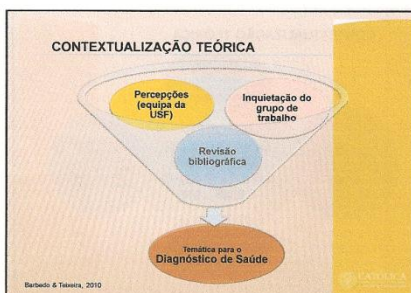 CONTEXTUALIZAÇÃO TEÓRICA
Percepções
(equipa da
USF)
Inquietação do
grupo de
trabalho
Revisão
bibliográfica
Temática para o
Diagnóstico de Saúde
Barbedo & Teixeira, 2010
CATÓLICA